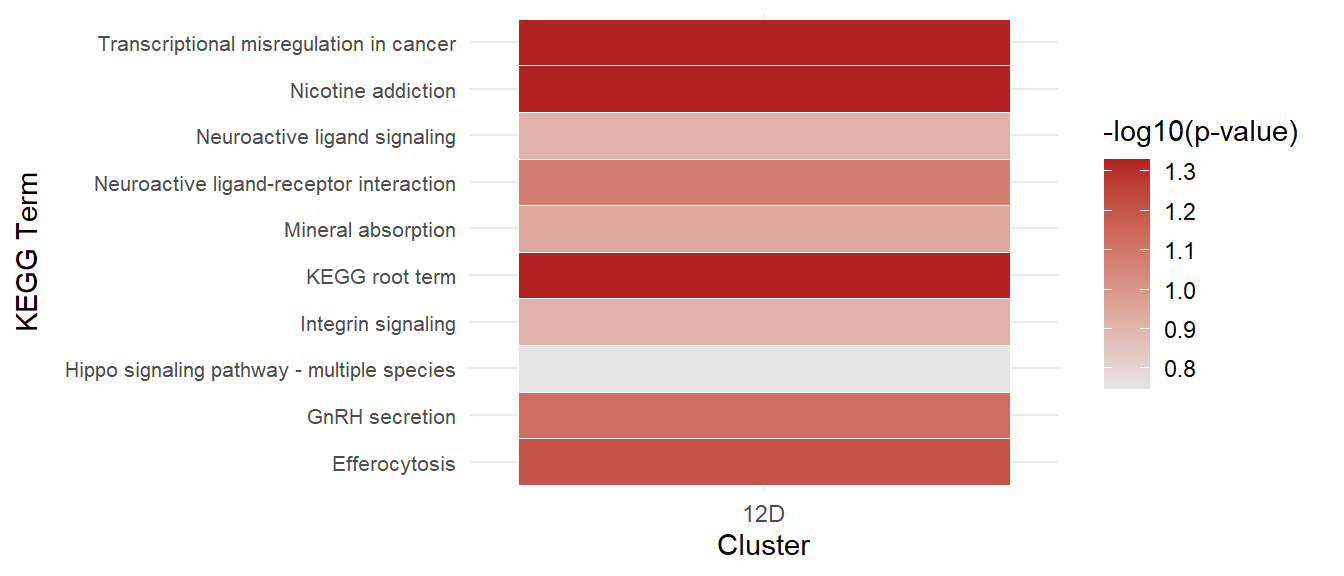 KEGG Term
Transcriptional misregulation in cancer
Nicotine addiction
Neuroactive ligand signaling
Neuroactive ligand-receptor interaction
Mineral absorption
KEGG root term
Integrin signaling
Hippo signaling pathway - multiple species
GnRH secretion
Efferocytosis
12D
Cluster
-log10(p-value)
1.3
1.2
1.1
1.0
0.9
0.8